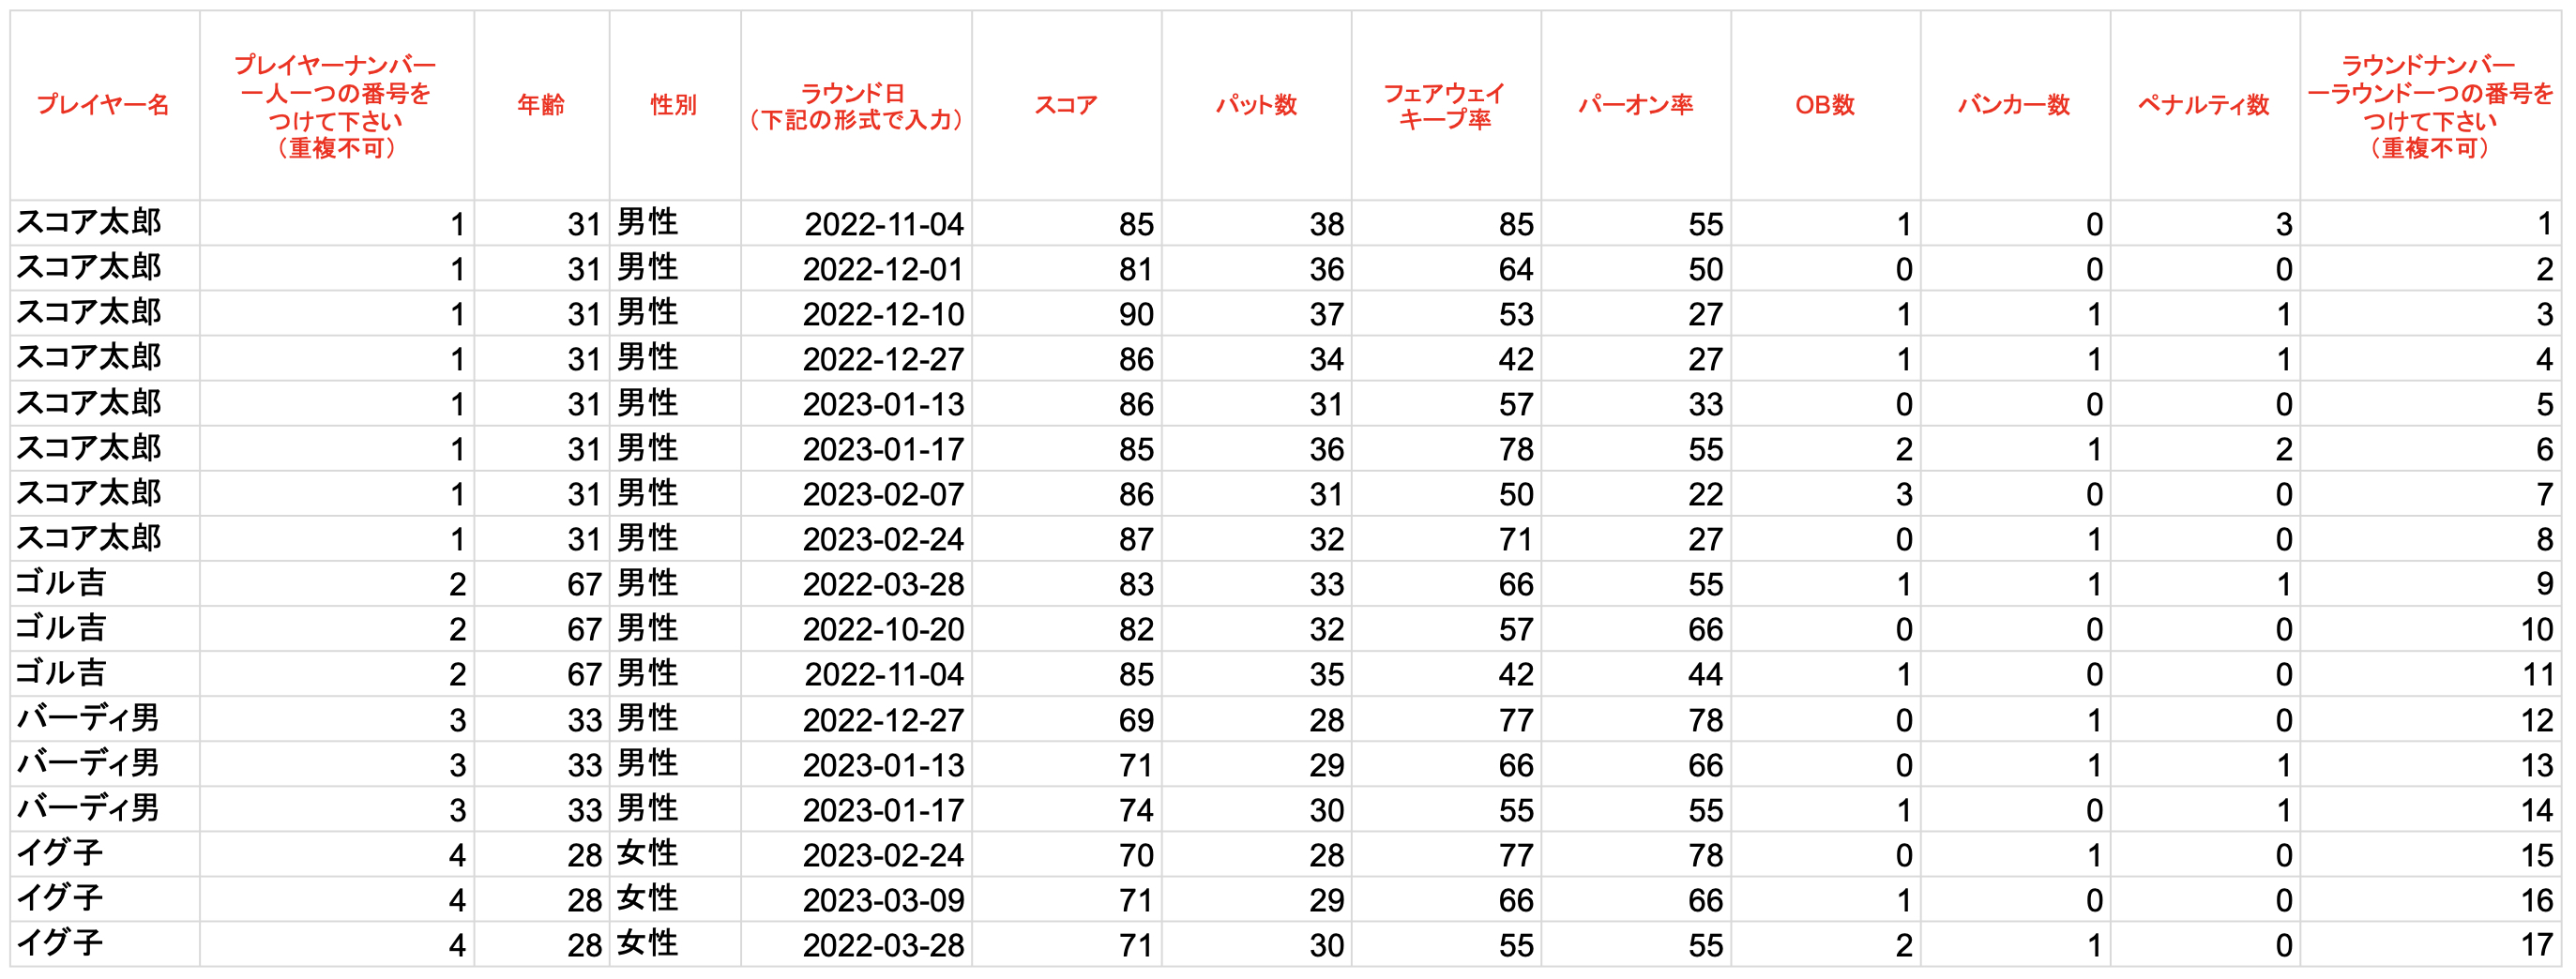 プレイヤー名 プレイヤーナンバー 一人一つの番号を つけて下さい （重複不可） 年齢 性別 ラウンド日 （下記の形式で入力） スコア パット数 フェアウェイ キープ率 パーオン率 OB数 バンカー数 ペナルティ数 ラウンドナンバー 一ラウンド一つの番号を つけて下さい （重複不可）
スコア太郎 1 31 男性 2022-11-04 85 38 85 55 1 0 3 1
スコア太郎 1 31 男性 2022-12-01 81 36 64 50 0 0 0 2
スコア太郎 1 31 男性 2022-12-10 90 37 53 27 1 1 1 3
スコア太郎 1 31 男性 2022-12-27 86 34 42 27 1 1 1 4
スコア太郎 1 31 男性 2023-01-13 86 31 57 33 0 0 0 5
スコア太郎 1 31 男性 2023-01-17 85 36 78 55 2 1 2 6
スコア太郎 1 31 男性 2023-02-07 86 31 50 22 3 0 0 7
スコア太郎 1 31 男性 2023-02-24 87 32 71 27 0 1 0 8
ゴル吉 2 67 男性 2022-03-28 83 33 66 55 1 1 1 9
ゴル吉 2 67 男性 2022-10-20 82 32 57 66 0 0 0 10
ゴル吉 2 67 男性 2022-11-04 85 35 42 44 1 0 0 11
バーディ男 3 33 男性 2022-12-27 69 28 77 78 0 1 0 12
バーディ男 3 33 男性 2023-01-13 71 29 66 66 0 1 1 13
バーディ男 3 33 男性 2023-01-17 74 30 55 55 1 0 1 14
イグ子 4 28 女性 2023-02-24 70 28 77 78 0 1 0 15
イグ子 4 28 女性 2023-03-09 71 29 66 66 1 0 0 16
イグ子 4 28 女性 2022-03-28 71 30 55 55 2 1 0 17